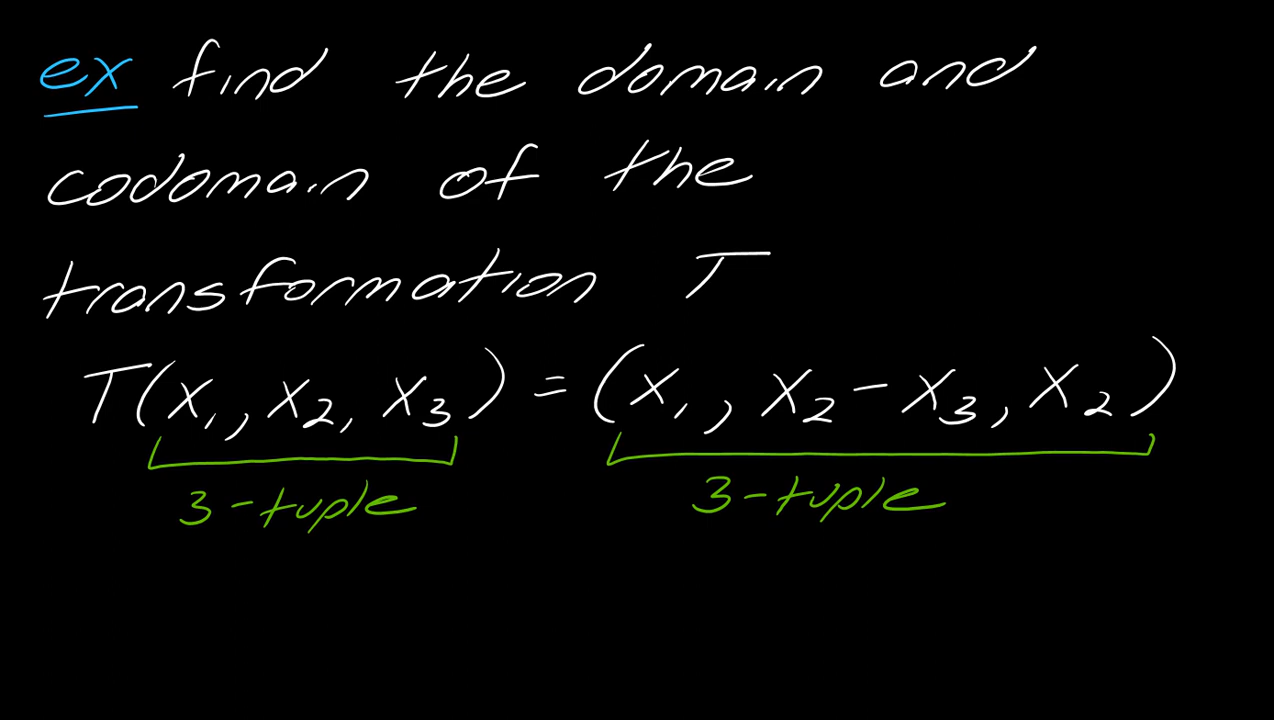 ex find the domain and
codomain of the
transformation T
T(x₁, x₂, x₃) = (x₁, x₂ - x₃, x₂)
3-tuple 3-tuple